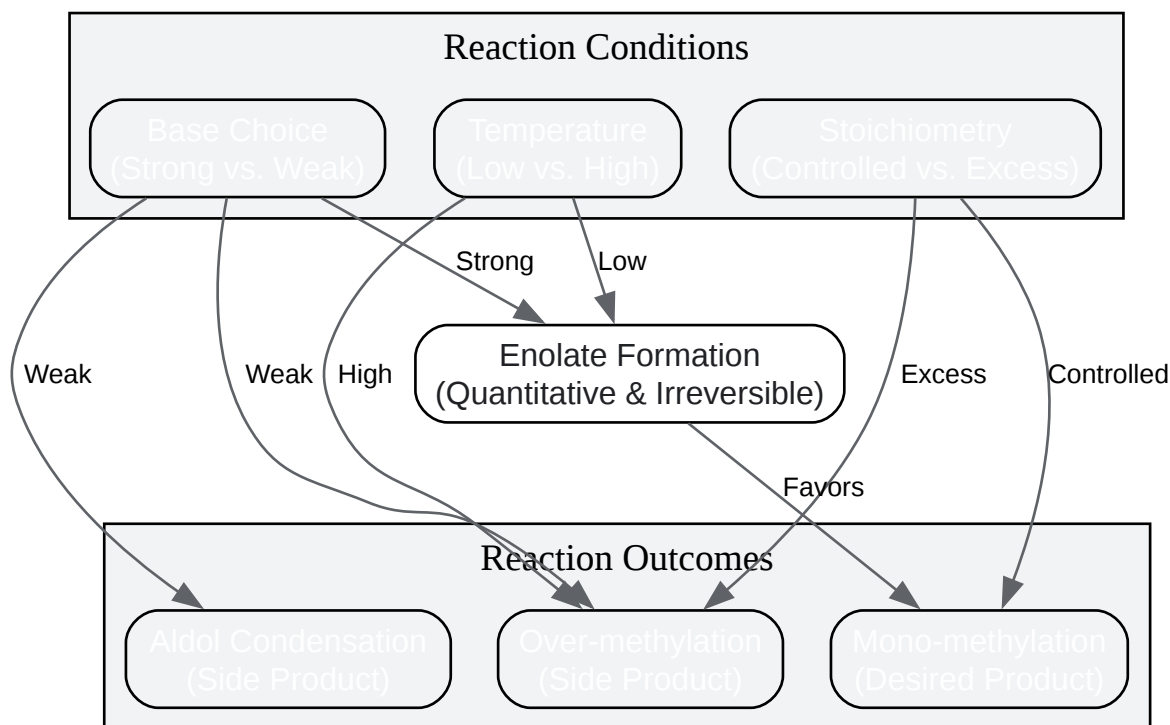 Reaction Conditions
Base Choice
(Strong vs. Weak)
Temperature
(Low vs. High)
Stoichiometry
(Controlled vs. Excess)
Strong
Low
Enolate Formation
(Quantitative & Irreversible)
Weak
Weak
High
Excess
Controlled
Favors
Reaction Outcomes
Aldol Condensation
(Side Product)
Over-methylation
(Side Product)
Mono-methylation
(Desired Product)